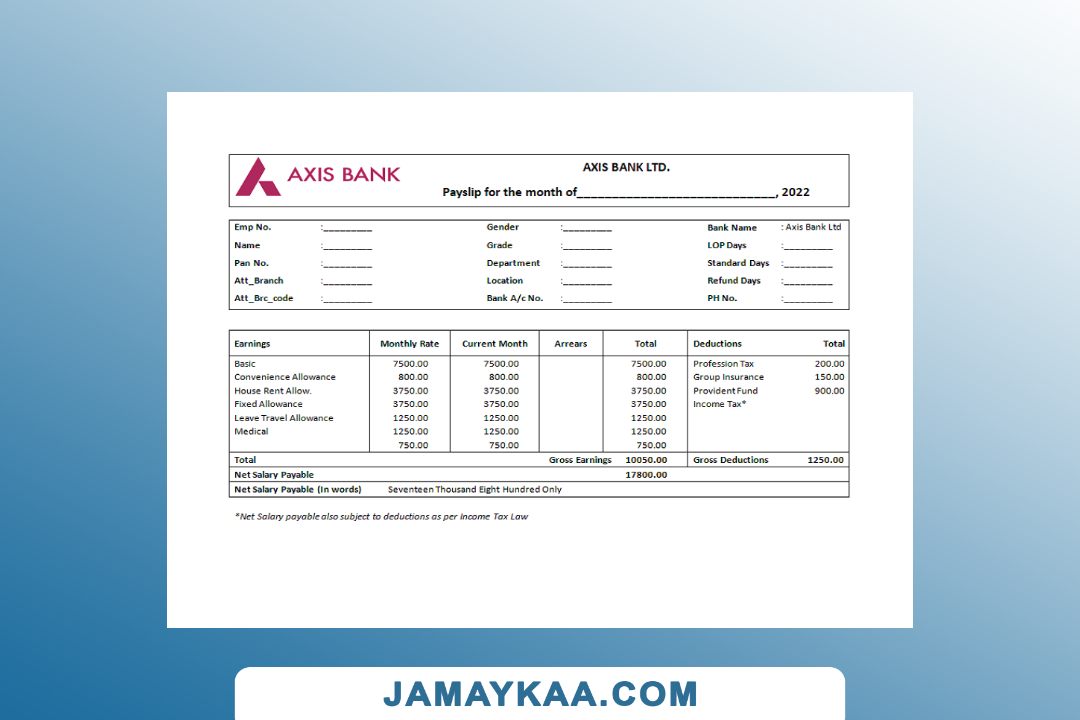 AXIS BANK
AXIS BANK LTD.
Payslip for the month of____________________________, 2022
Emp No. :_________ Gender :_________ Bank Name : Axis Bank Ltd
Name :_________ Grade :_________ LOP Days :_________
Pan No. :_________ Department :_________ Standard Days :_________
Att_Branch :_________ Location :_________ Refund Days :_________
Att_Brc_code :_________ Bank A/c No. :_________ PH No. :_________
Earnings Monthly Rate Current Month Arrears Total Deductions Total
Basic 7500.00 7500.00 7500.00 Profession Tax 200.00
Convenience Allowance 800.00 800.00 800.00 Group Insurance 150.00
House Rent Allow. 3750.00 3750.00 3750.00 Provident Fund 900.00
Fixed Allowance 3750.00 3750.00 3750.00 Income Tax*
Leave Travel Allowance 1250.00 1250.00 1250.00
Medical 1250.00 1250.00 1250.00
750.00 750.00 750.00
Total Gross Earnings 10050.00 Gross Deductions 1250.00
Net Salary Payable 17800.00
Net Salary Payable (In words) Seventeen Thousand Eight Hundred Only
*Net Salary payable also subject to deductions as per Income Tax Law
JAMAYKAA.COM